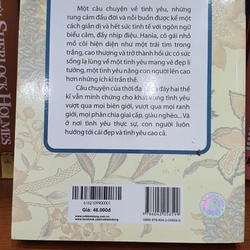 Một câu chuyện về tình yêu, những
rung cảm đầu đời và nỗi buồn được kể một
cách giản dị và hết sức tinh tế với ngôn ngữ
biểu cảm, đầy nhịp điệu. Hania, cô gái nhỏ
mồ côi hiện diện như một trái tim trong
trắng, cao thượng và trở thành hồi ức có sức
sống lạ lùng về một tình yêu mang vẻ đẹp lí
tưởng, một tình yêu nâng con người lên cao
hơn những ích kỉ trần thế.
Câu chuyện của thời đại gần đây hai thế
kỉ vẫn minh chứng cho khát vọng tình yêu
vượt qua mọi biên giới, vượt qua mọi ranh
giới, mọi phân chia giai cấp, giàu nghèo... Và
ở nơi tình yêu thực sự, con người luôn
hướng tới cái đẹp và tình yêu cao cả.
SHERLOCK HOLMES
Giá: 46.000đ